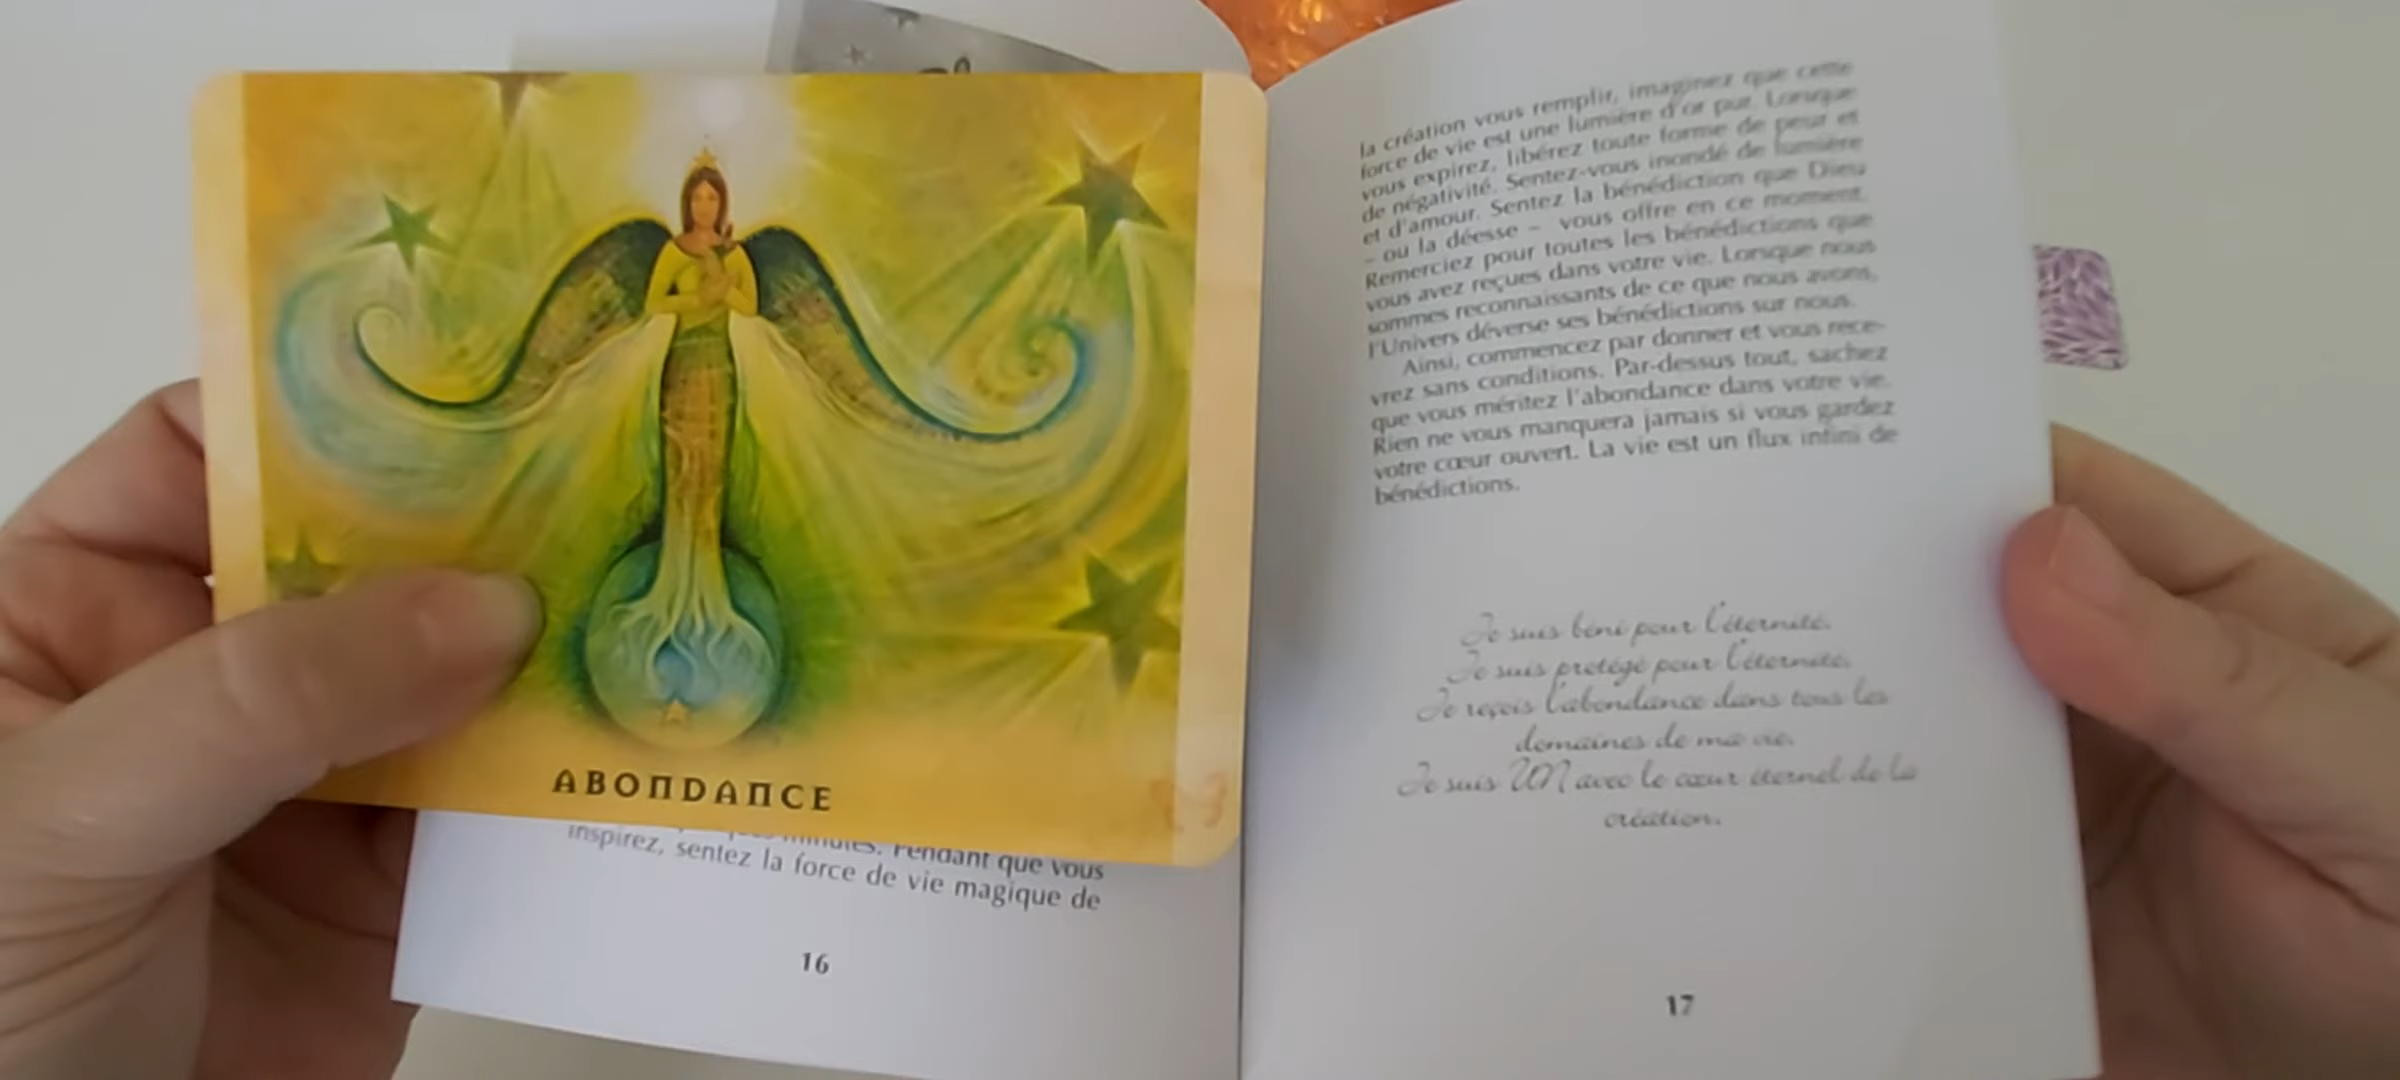 ABONDANCE
minutes. Pendant que vous
inspirez, sentez la force de vie magique de
16
la création vous remplir, imaginez que cette
force de vie est une lumière d'or pur. Lorsque
vous expirez, libérez toute forme de peur et
de négativité. Sentez-vous inondé de lumière
et d'amour. Sentez la bénédiction que Dieu
– ou la déesse – vous offre en ce moment.
Remerciez pour toutes les bénédictions que
vous avez reçues dans votre vie. Lorsque nous
sommes reconnaissants de ce que nous avons,
l'Univers déverse ses bénédictions sur nous.
Ainsi, commencez par donner et vous rece-
vrez sans conditions. Par-dessus tout, sachez
que vous méritez l'abondance dans votre vie.
Rien ne vous manquera jamais si vous gardez
votre cœur ouvert. La vie est un flux infini de
bénédictions.
Je suis béni pour l'éternité.
Je suis protégé pour l'éternité.
Je reçois l'abondance dans tous les
domaines de ma vie.
Je suis UN avec le cœur éternel de la
création.
17